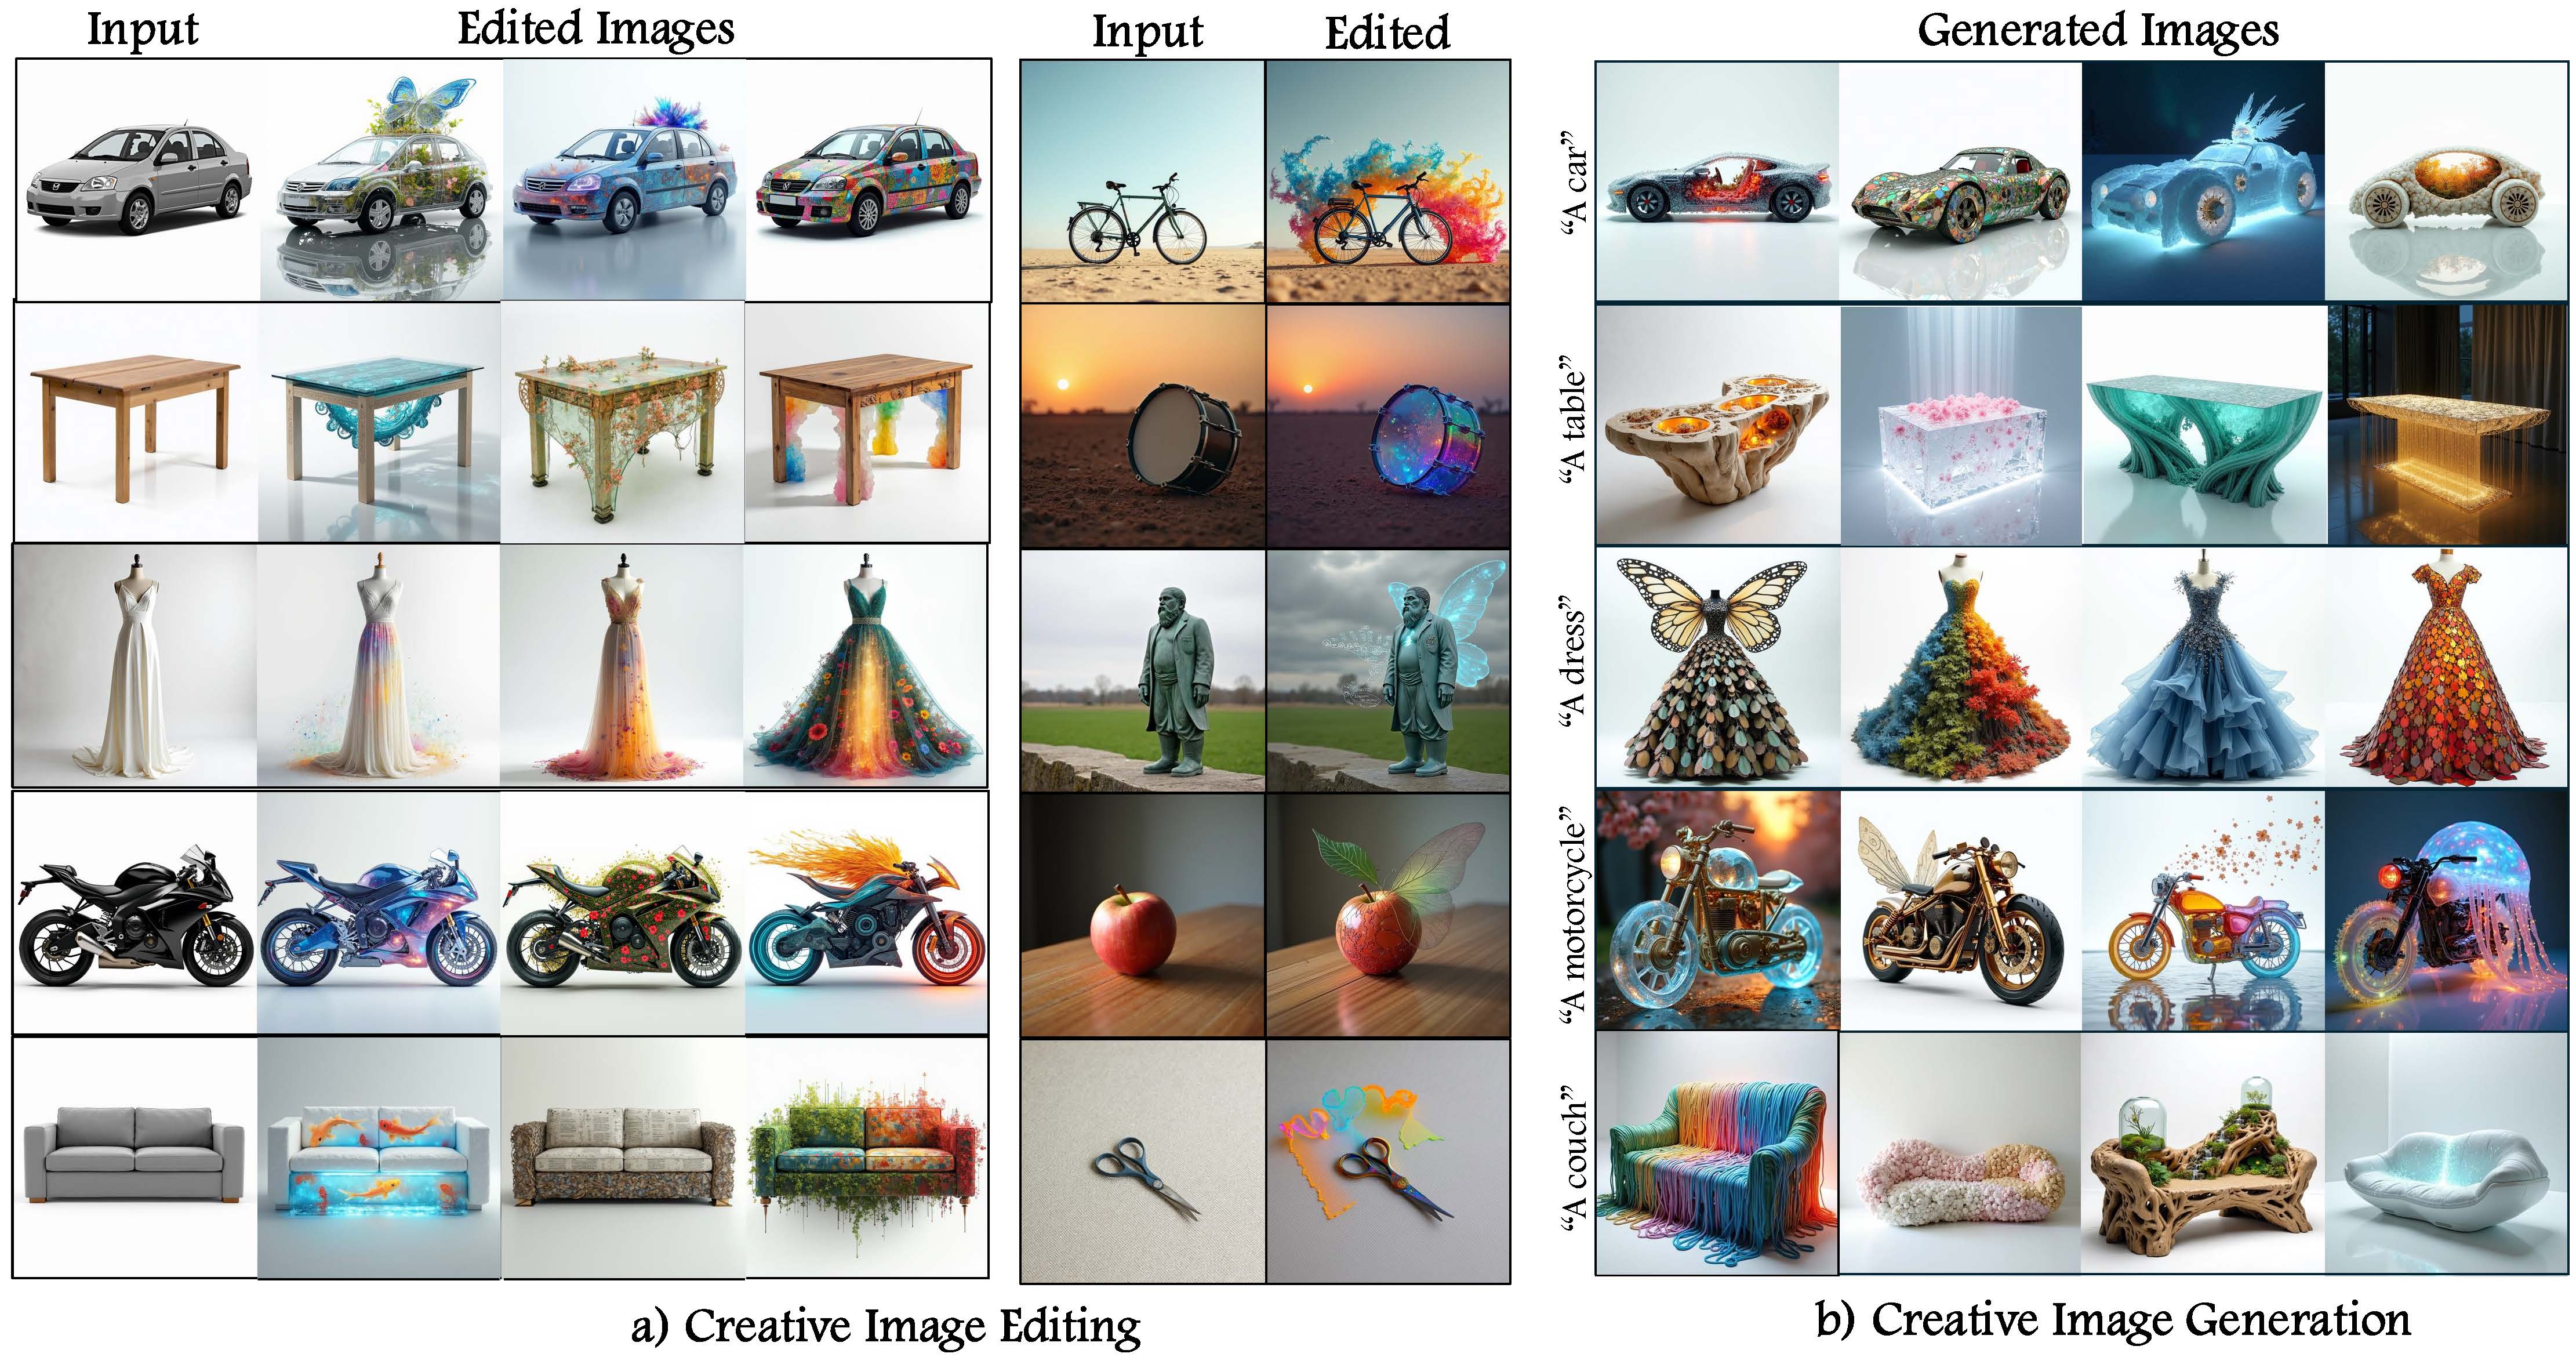 Input
Edited Images
Input
Edited
Generated Images
“A car”
“A table”
“A dress”
“A motorcycle”
“A couch”
a) Creative Image Editing
b) Creative Image Generation